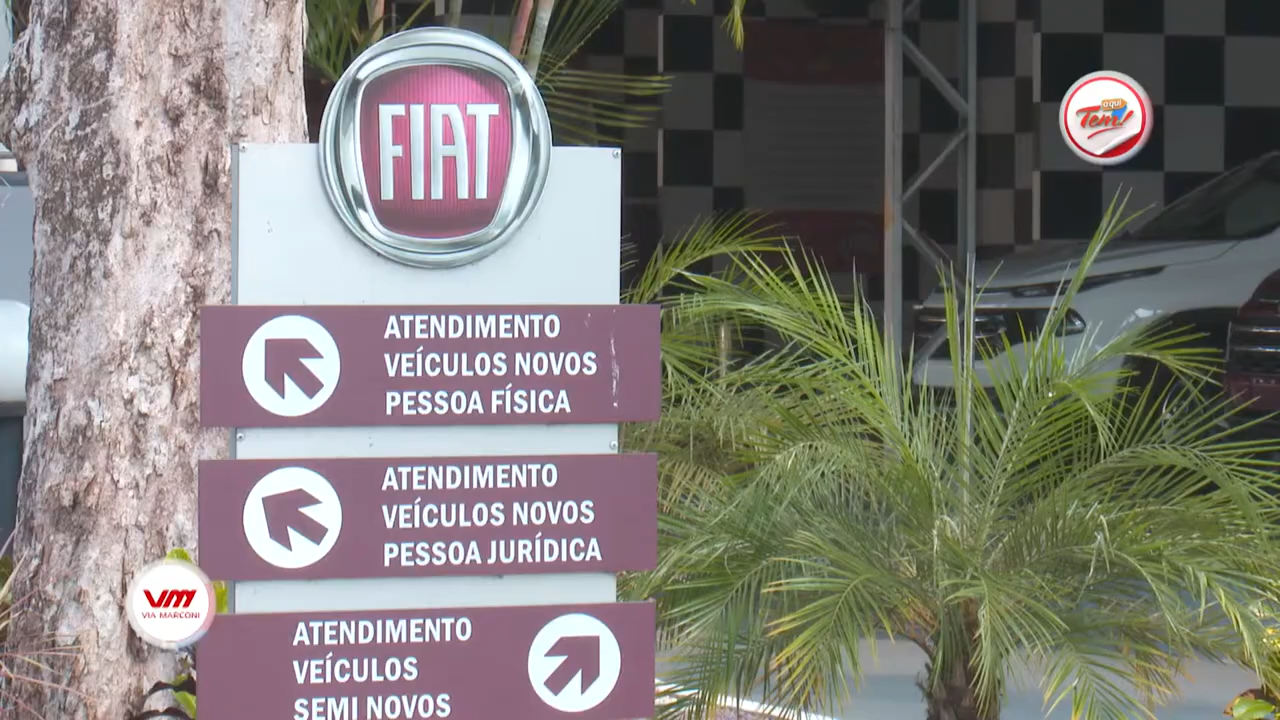 FIAT
aqui
Tem!
ATENDIMENTO
VEÍCULOS NOVOS
PESSOA FÍSICA
ATENDIMENTO
VEÍCULOS NOVOS
PESSOA JURÍDICA
VM
VIA MARCONI
ATENDIMENTO
VEÍCULOS
SEMI NOVOS